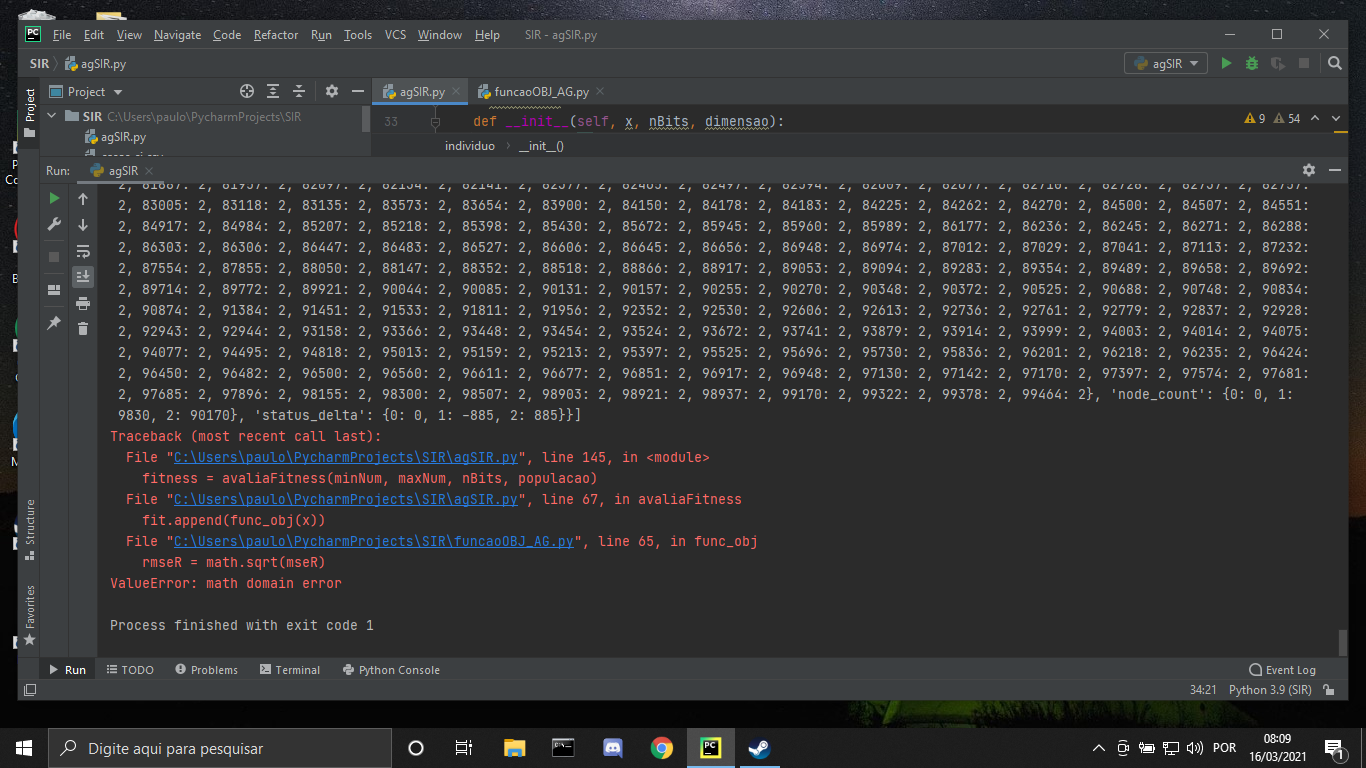 File Edit View Navigate Code Refactor Run Tools VCS Window Help SIR - agSIR.py
SIR agSIR.py
agSIR
Project
Project
agSIR.py
funcaoOBJ_AG.py
SIR C:\Users\paulo\PycharmProjects\SIR
agSIR.py
33 def __init__(self, x, nBits, dimensao):
9 54
individuo __init__()
Run: agSIR
2, 83005: 2, 83118: 2, 83135: 2, 83573: 2, 83654: 2, 83900: 2, 84150: 2, 84178: 2, 84183: 2, 84225: 2, 84262: 2, 84270: 2, 84500: 2, 84507: 2, 84551:
2, 84917: 2, 84984: 2, 85207: 2, 85218: 2, 85398: 2, 85430: 2, 85672: 2, 85945: 2, 85960: 2, 85989: 2, 86177: 2, 86236: 2, 86245: 2, 86271: 2, 86288:
2, 86303: 2, 86306: 2, 86447: 2, 86483: 2, 86527: 2, 86606: 2, 86645: 2, 86656: 2, 86948: 2, 86974: 2, 87012: 2, 87029: 2, 87041: 2, 87113: 2, 87232:
2, 87554: 2, 87855: 2, 88050: 2, 88147: 2, 88352: 2, 88518: 2, 88866: 2, 88917: 2, 89053: 2, 89094: 2, 89283: 2, 89354: 2, 89489: 2, 89658: 2, 89692:
2, 89714: 2, 89772: 2, 89921: 2, 90044: 2, 90085: 2, 90131: 2, 90157: 2, 90255: 2, 90270: 2, 90348: 2, 90372: 2, 90525: 2, 90688: 2, 90748: 2, 90834:
2, 90874: 2, 91384: 2, 91451: 2, 91533: 2, 91811: 2, 91956: 2, 92352: 2, 92530: 2, 92606: 2, 92613: 2, 92736: 2, 92761: 2, 92779: 2, 92837: 2, 92928:
2, 92943: 2, 92944: 2, 93158: 2, 93366: 2, 93448: 2, 93454: 2, 93524: 2, 93672: 2, 93741: 2, 93879: 2, 93914: 2, 93999: 2, 94003: 2, 94014: 2, 94075:
2, 94077: 2, 94495: 2, 94818: 2, 95013: 2, 95159: 2, 95213: 2, 95397: 2, 95525: 2, 95696: 2, 95730: 2, 95836: 2, 96201: 2, 96218: 2, 96235: 2, 96424:
2, 96450: 2, 96482: 2, 96500: 2, 96560: 2, 96611: 2, 96677: 2, 96851: 2, 96917: 2, 96948: 2, 97130: 2, 97142: 2, 97170: 2, 97397: 2, 97574: 2, 97681:
2, 97685: 2, 97896: 2, 98155: 2, 98300: 2, 98507: 2, 98903: 2, 98921: 2, 98937: 2, 99170: 2, 99322: 2, 99378: 2, 99464: 2}, 'node_count': {0: 0, 1:
9830, 2: 90170}, 'status_delta': {0: 0, 1: -885, 2: 885}}]
Traceback (most recent call last):
File "C:\Users\paulo\PycharmProjects\SIR\agSIR.py", line 145, in <module>
fitness = avaliaFitness(minNum, maxNum, nBits, populacao)
File "C:\Users\paulo\PycharmProjects\SIR\agSIR.py", line 67, in avaliaFitness
fit.append(func_obj(x))
File "C:\Users\paulo\PycharmProjects\SIR\funcaoOBJ_AG.py", line 65, in func_obj
rmseR = math.sqrt(mseR)
ValueError: math domain error
Process finished with exit code 1
Structure
Favorites
Run TODO Problems Terminal Python Console Event Log
34:21 Python 3.9 (SIR)
Digite aqui para pesquisar
POR
08:09
16/03/2021
1